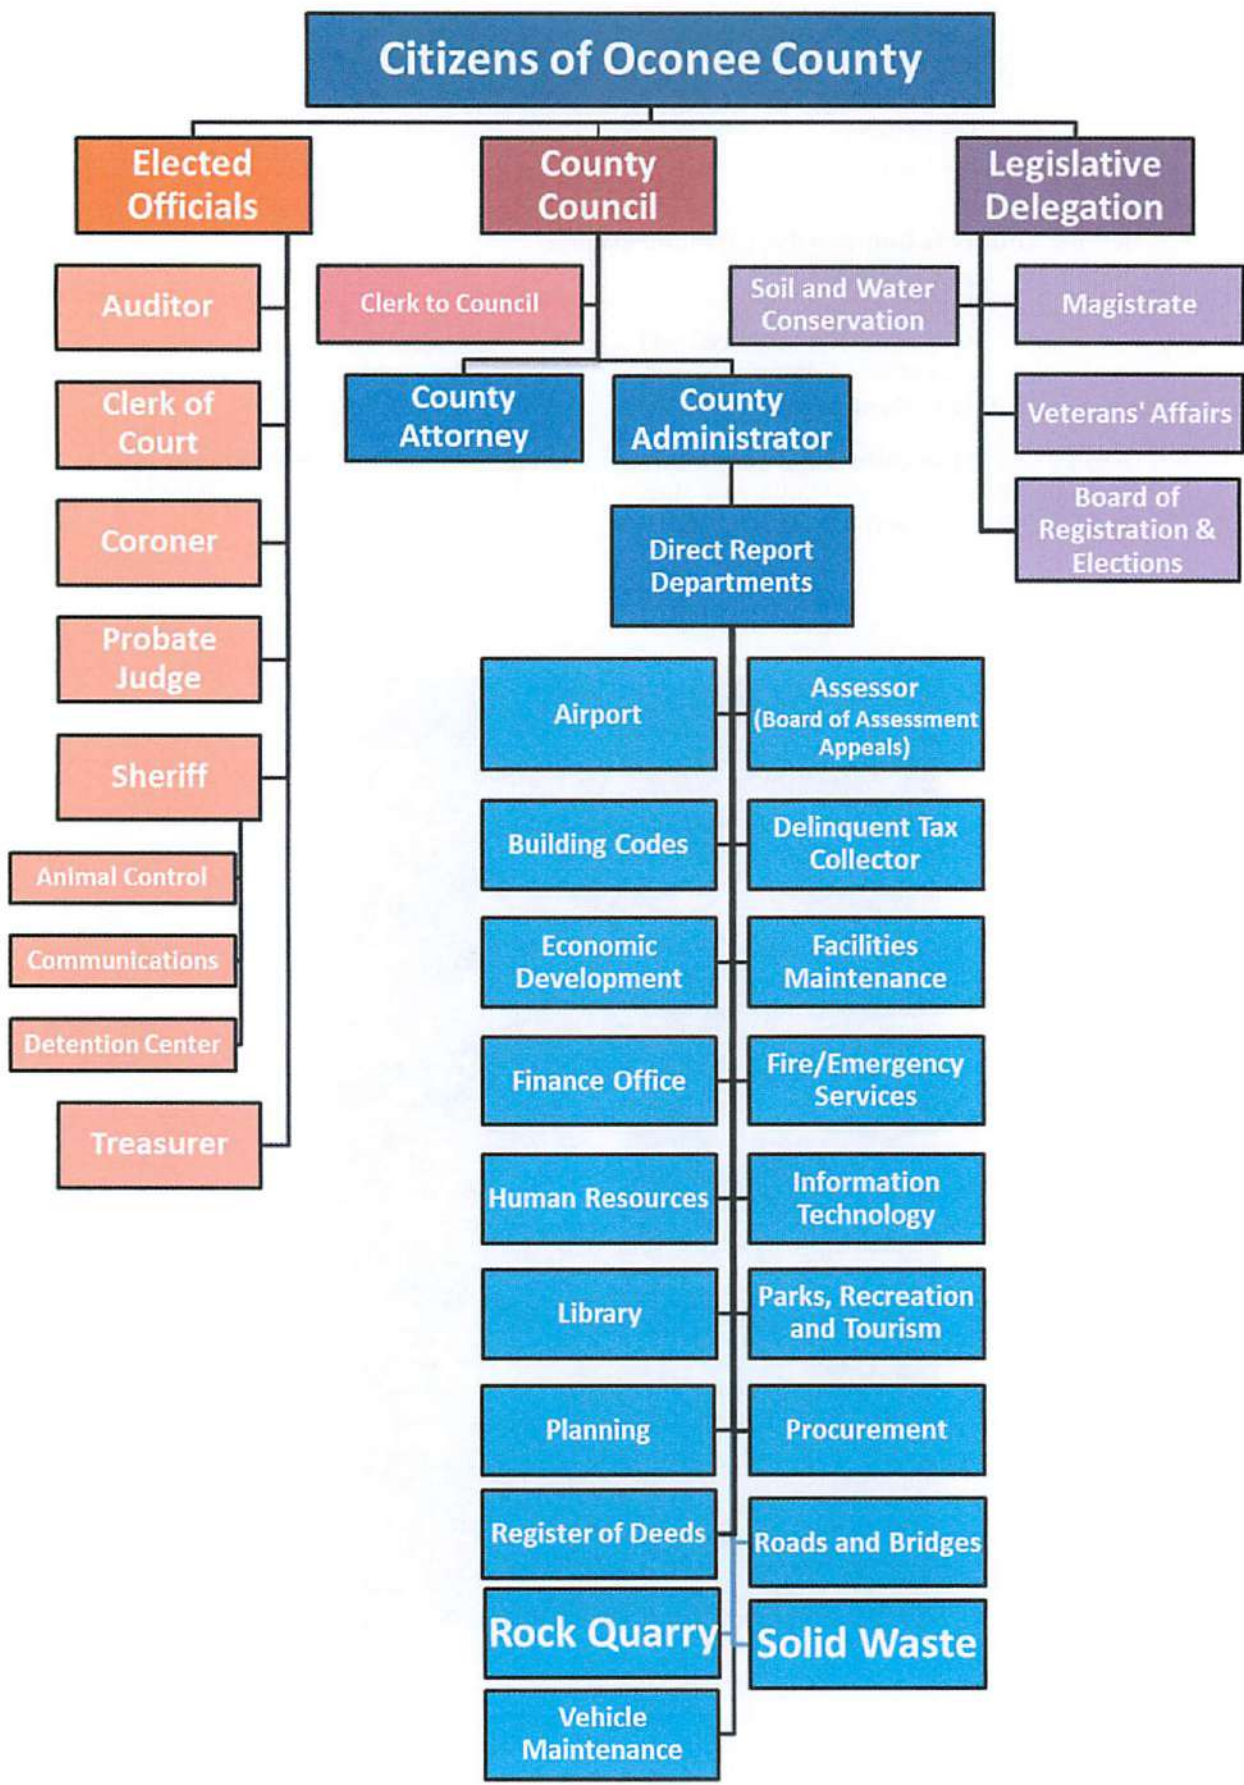 Citizens of Oconee County
Elected
Officials
County
Council
Legislative
Delegation
Auditor
Clerk of
Court
Coroner
Probate
Judge
Sheriff
Animal Control
Communications
Detention Center
Treasurer
Clerk to Council
County
Attorney
County
Administrator
Direct Report
Departments
Soil and Water
Conservation
Magistrate
Veterans' Affairs
Board of
Registration &
Elections
Airport
Assessor
(Board of Assessment
Appeals)
Building Codes
Delinquent Tax
Collector
Economic
Development
Facilities
Maintenance
Finance Office
Fire/Emergency
Services
Human Resources
Information
Technology
Library
Parks, Recreation
and Tourism
Planning
Procurement
Register of Deeds
Roads and Bridges
Rock Quarry
Solid Waste
Vehicle
Maintenance